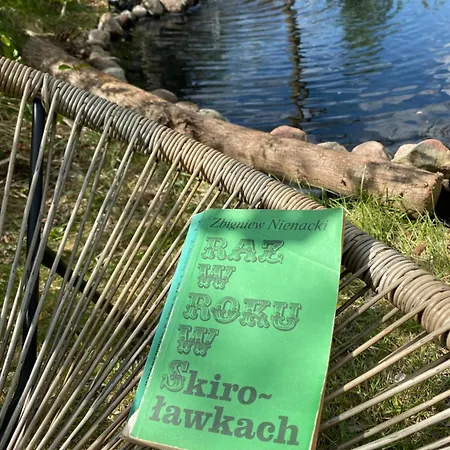 Zbigniew Nienacki
RAZ
W
ROKU
W
Skiro-
ławkach